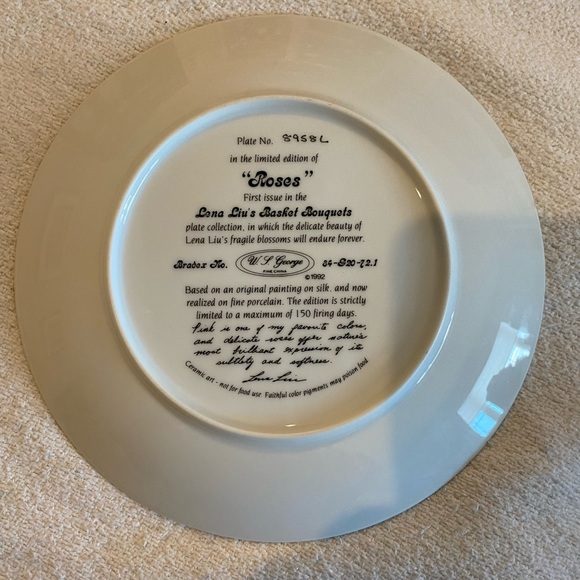 Plate No. 8958L
in the limited edition of
"Roses"
First issue in the
Lena Liu's Basket Bouquets
plate collection, in which the delicate beauty of
Lena Liu's fragile blossoms will endure forever.
Bradex No. W. S. George FINE CHINA 84-G20-72.1
©1992
Based on an original painting on silk, and now
realized on fine porcelain. The edition is strictly
limited to a maximum of 150 firing days.
Pink is one of my favorite colors,
and delicate roses offer nature's
most brilliant expression of its
subtlety and softness.
Lena Liu
Ceramic art - not for food use. Faithful color pigments may poison food.